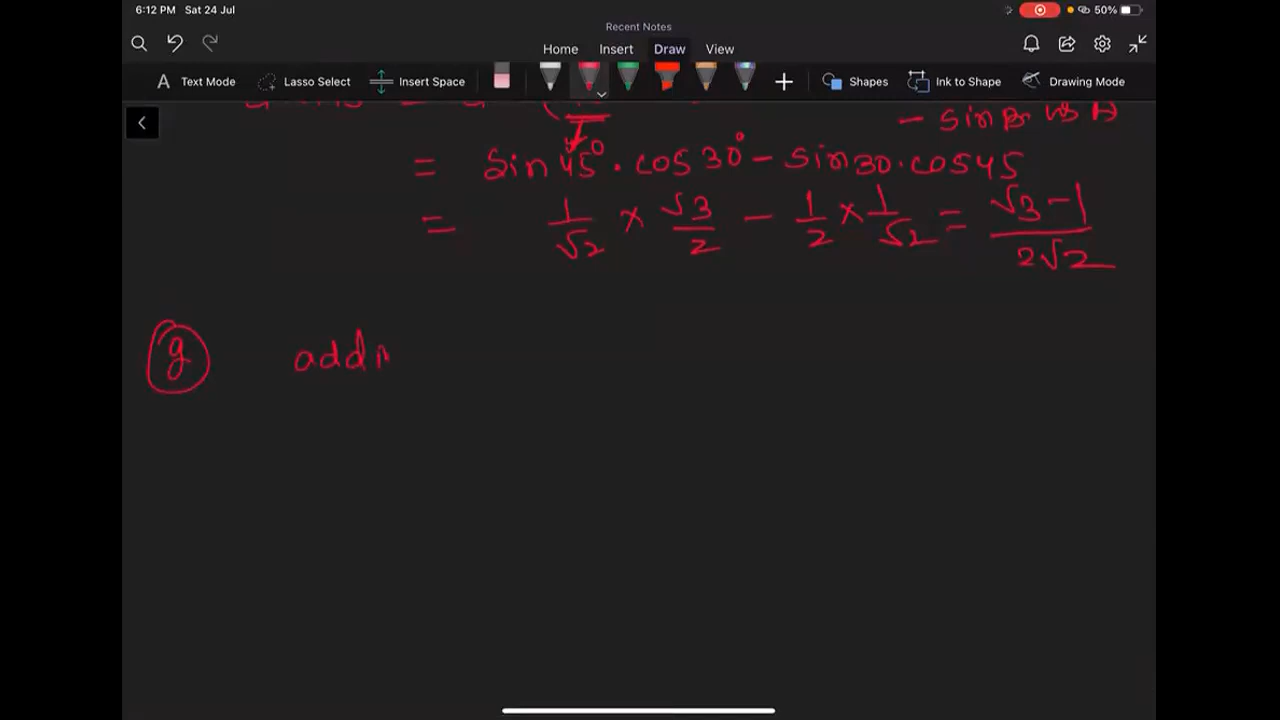 6:12 PM Sat 24 Jul
50%
Recent Notes
Home Insert Draw View
Text Mode Lasso Select Insert Space Shapes Ink to Shape Drawing Mode
- sin B cos A
= sin 45° . cos 30° - sin 30 . cos 45
= 1/√2 × √3/2 - 1/2 × 1/√2 = √3 - 1 / 2√2
g add